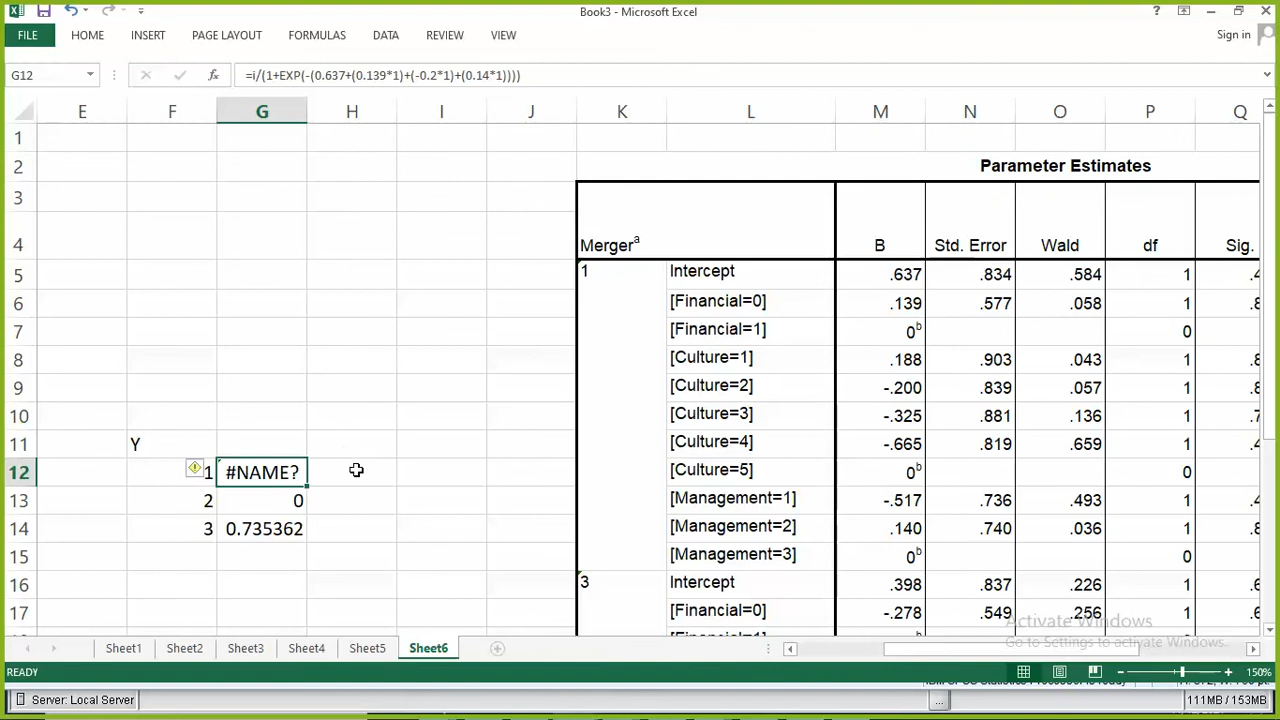 Book3 - Microsoft Excel
FILE HOME INSERT PAGE LAYOUT FORMULAS DATA REVIEW VIEW Sign in
G12 fx =i/(1+EXP(-(0.637+(0.139*1)+(-0.2*1)+(0.14*1))))
E F G H I J K L M N O P Q
1
2 Parameter Estimates
3
4 Mergera B Std. Error Wald df Sig.
5 1 Intercept .637 .834 .584 1 .4
6 [Financial=0] .139 .577 .058 1 .8
7 [Financial=1] 0b 0
8 [Culture=1] .188 .903 .043 1 .8
9 [Culture=2] -.200 .839 .057 1 .8
10 [Culture=3] -.325 .881 .136 1 .7
11 Y [Culture=4] -.665 .819 .659 1 .4
12 1 #NAME? [Culture=5] 0b 0
13 2 0 [Management=1] -.517 .736 .493 1 .4
14 3 0.735362 [Management=2] .140 .740 .036 1 .8
15 [Management=3] 0b 0
16 3 Intercept .398 .837 .226 1 .6
17 [Financial=0] -.278 .549 .256 1 .6
Activate Windows
Go to Settings to activate Windows.
Sheet1 Sheet2 Sheet3 Sheet4 Sheet5 Sheet6
READY 150%
Server: Local Server ... 111MB / 153MB